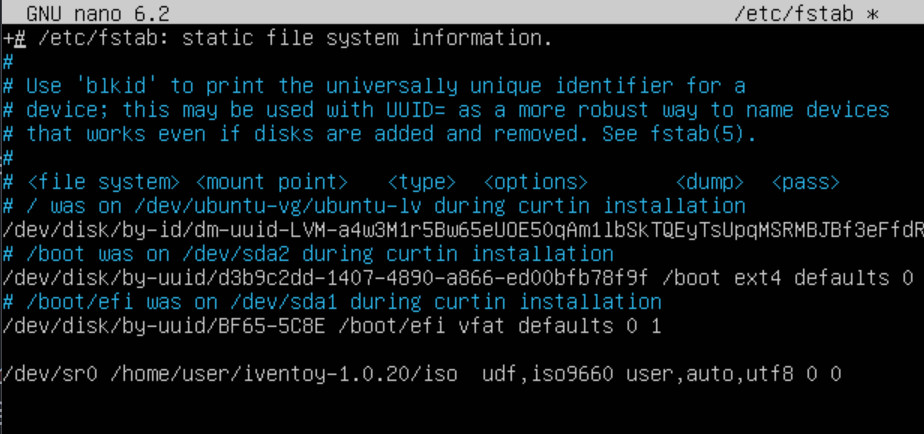 GNU nano 6.2 /etc/fstab *
+# /etc/fstab: static file system information.
#
# Use 'blkid' to print the universally unique identifier for a
# device; this may be used with UUID= as a more robust way to name devices
# that works even if disks are added and removed. See fstab(5).
#
# <file system> <mount point>   <type>  <options>       <dump>  <pass>
# / was on /dev/ubuntu-vg/ubuntu-lv during curtin installation
/dev/disk/by-id/dm-uuid-LVM-a4w3M1r5Bw65eUOE5OqAm1lbSkTQEyTsUpqMSRMBJBf3eFfdR
# /boot was on /dev/sda2 during curtin installation
/dev/disk/by-uuid/d3b9c2dd-1407-4890-a866-ed00bfb78f9f /boot ext4 defaults 0
# /boot/efi was on /dev/sda1 during curtin installation
/dev/disk/by-uuid/BF65-5C8E /boot/efi vfat defaults 0 1
/dev/sr0 /home/user/iventoy-1.0.20/iso  udf,iso9660 user,auto,utf8 0 0